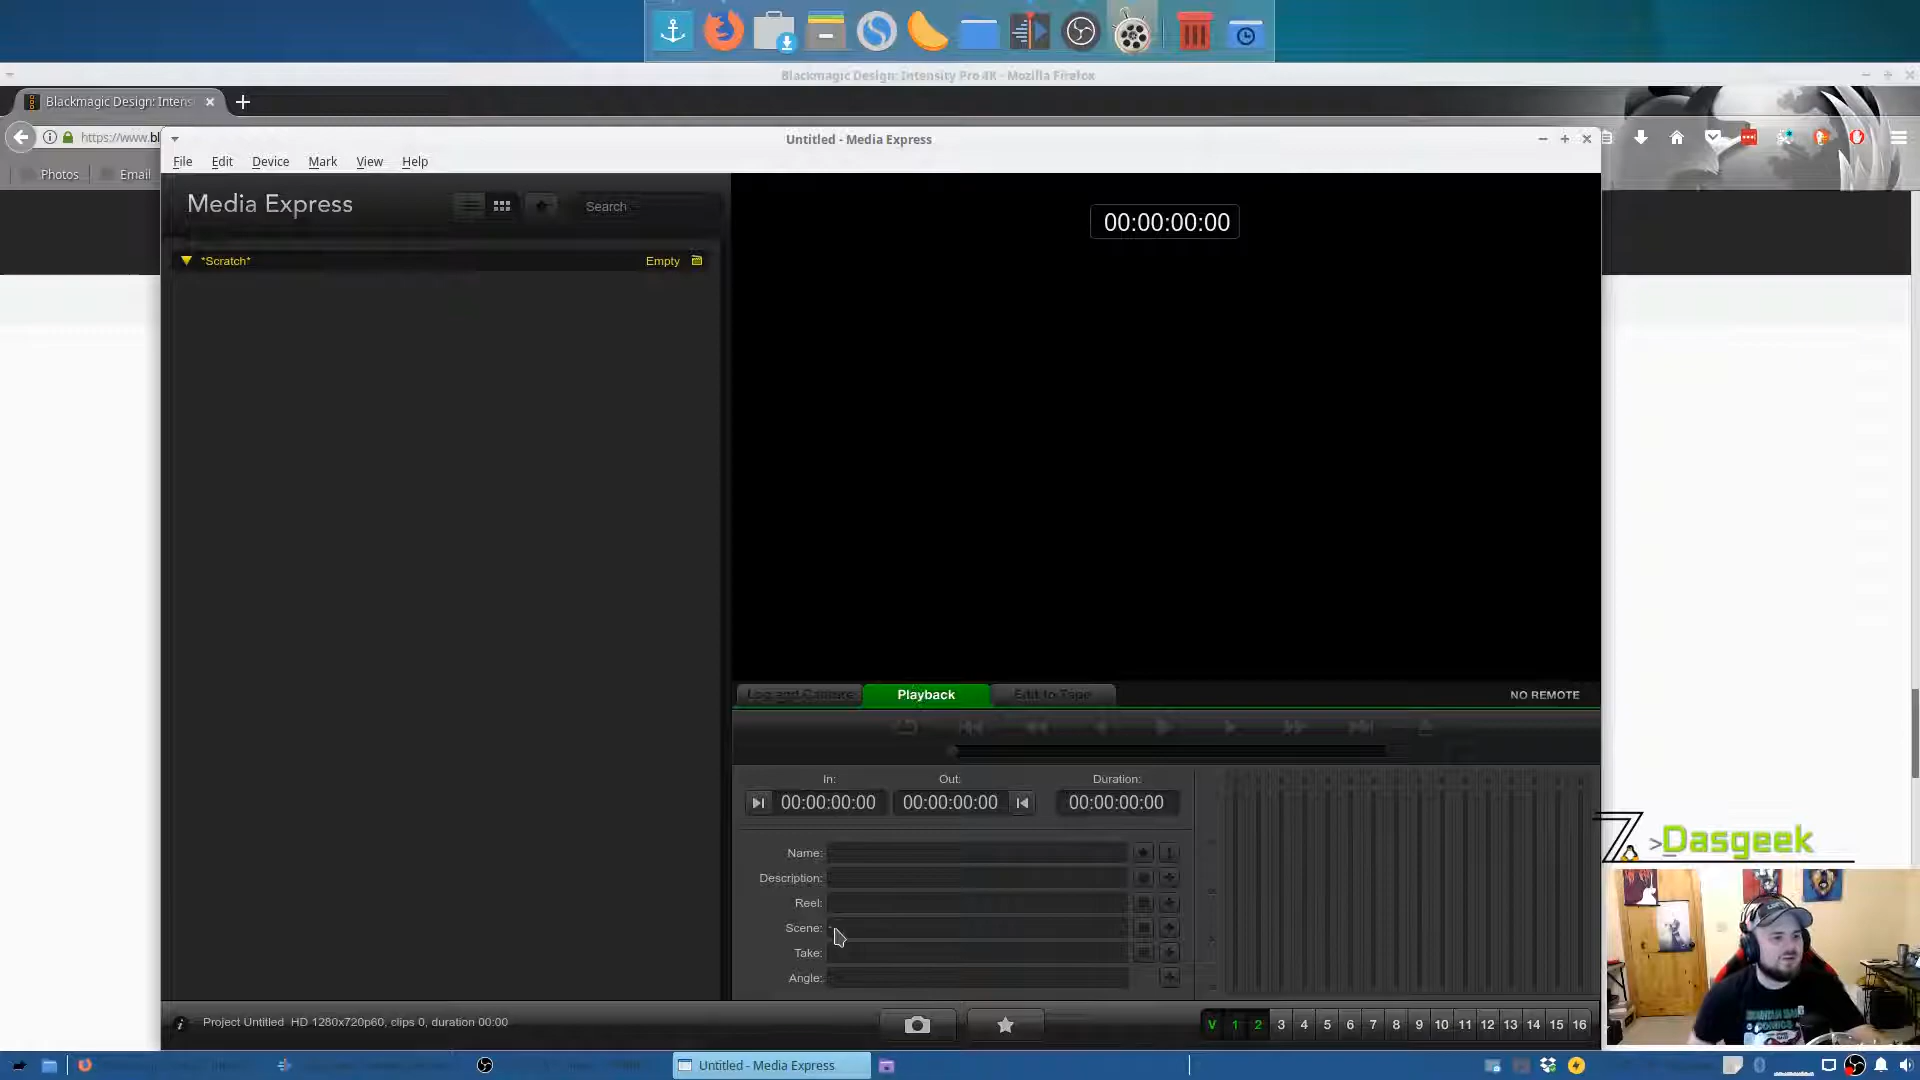 Blackmagic Design: Intensity Pro 4K - Mozilla Firefox
Blackmagic Design: Intens
https://www.bl
Photos
Email
Untitled - Media Express
File Edit Device Mark View Help
Media Express
Search
00:00:00:00
*Scratch*
Empty
Log and Capture
Playback
Edit to Tape
NO REMOTE
In:
Out:
Duration:
00:00:00:00
00:00:00:00
00:00:00:00
Name:
Description:
Reel:
Scene:
Take:
Angle:
>Dasgeek
Project Untitled HD 1280x720p60, clips 0, duration 00:00
V 1 2 3 4 5 6 7 8 9 10 11 12 13 14 15 16
Untitled - Media Express